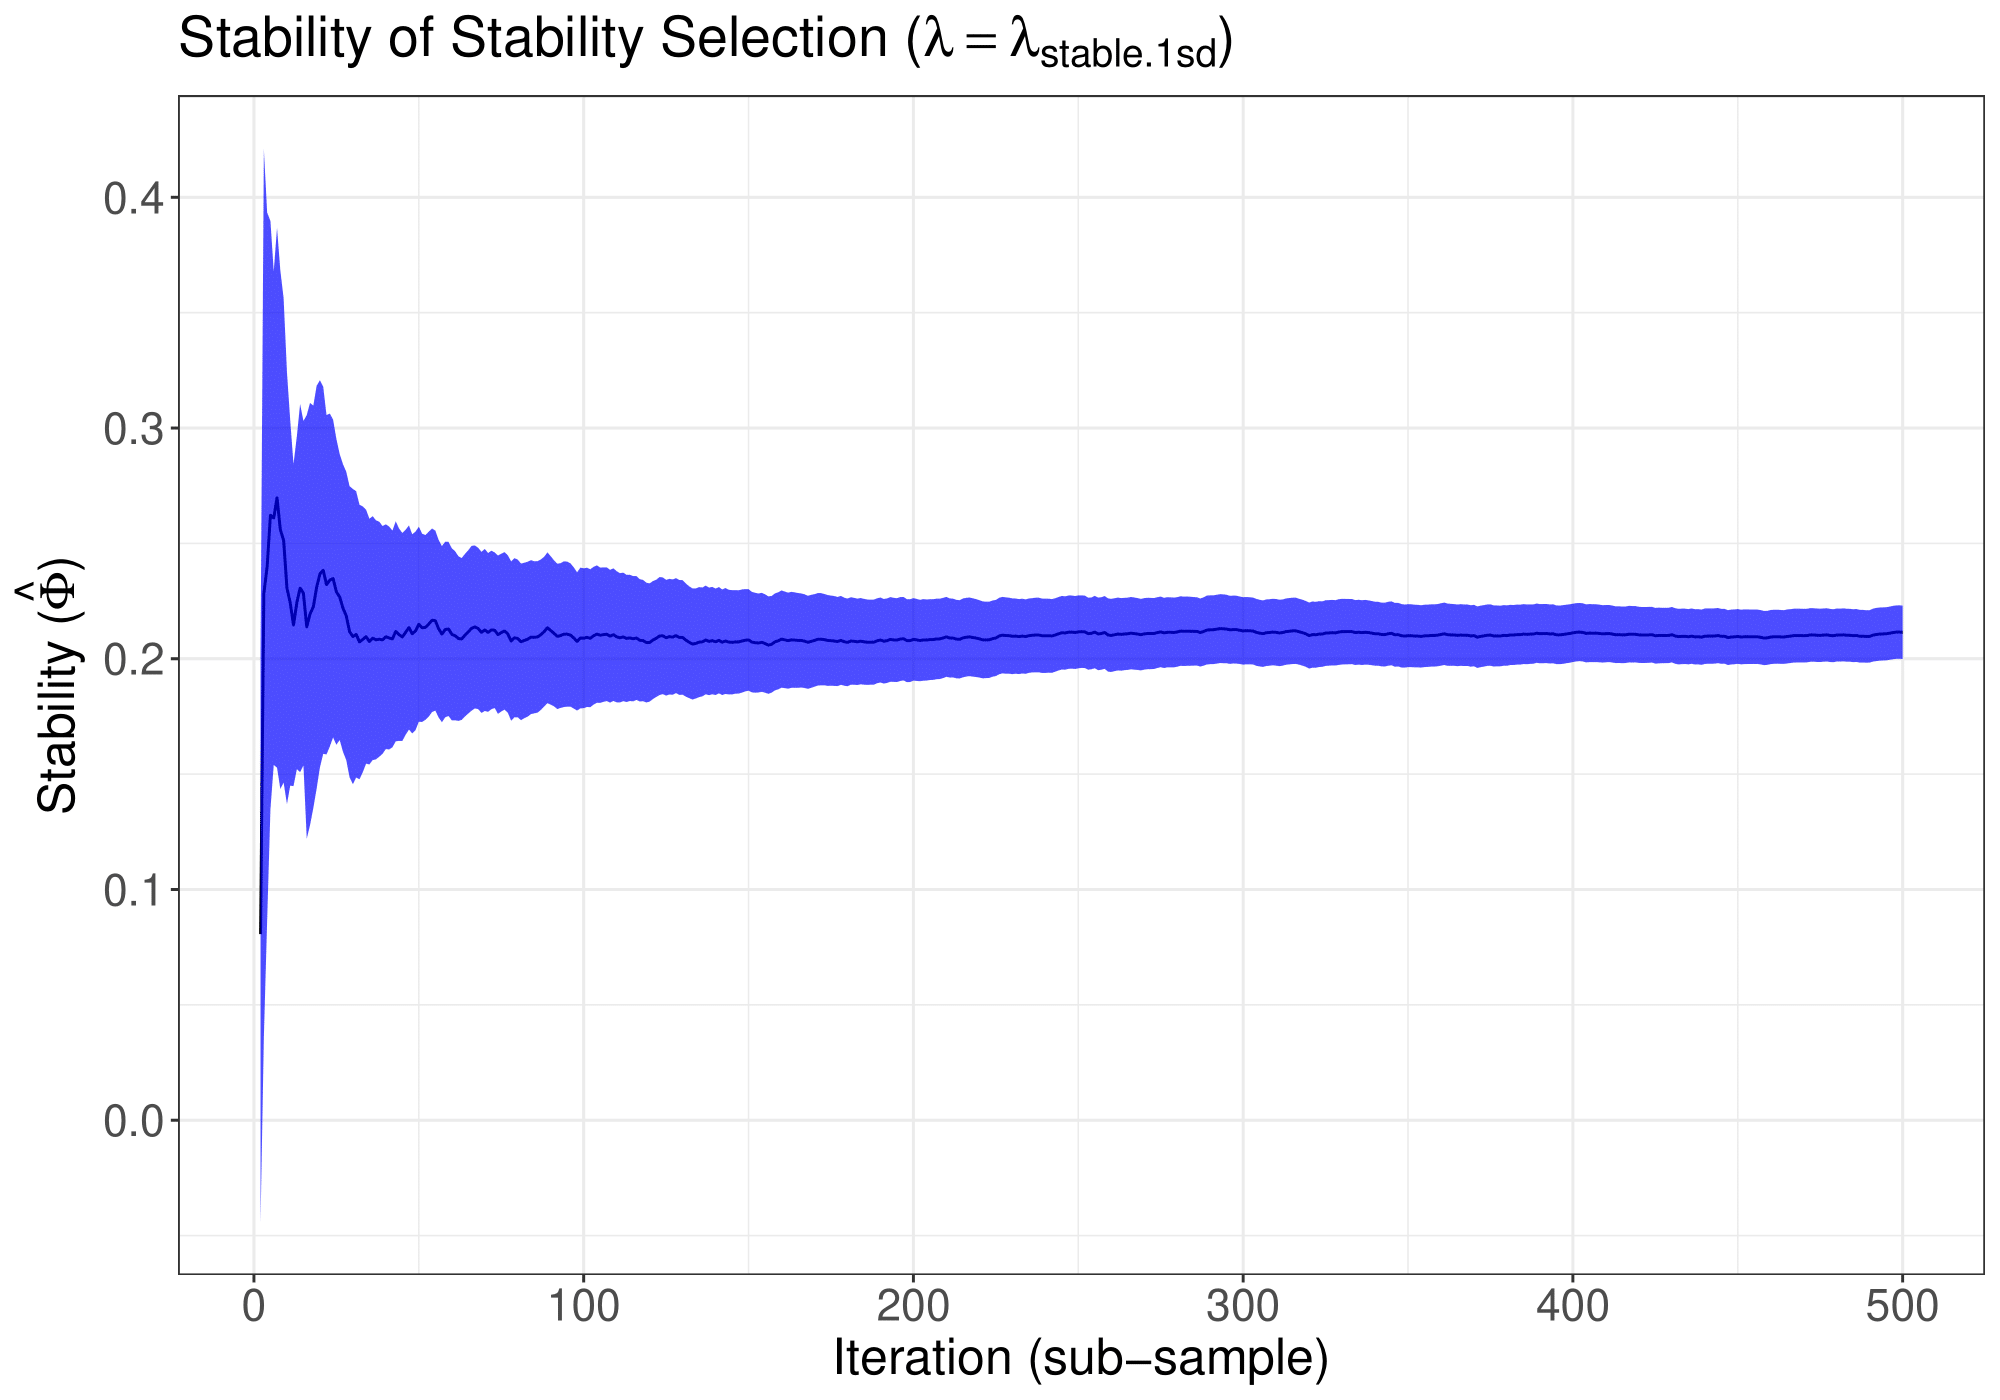 Stability of Stability Selection (λ = λstable.1sd)
Stability (Φ̂)
0.4
0.3
0.2
0.1
0.0
0 100 200 300 400 500
Iteration (sub−sample)